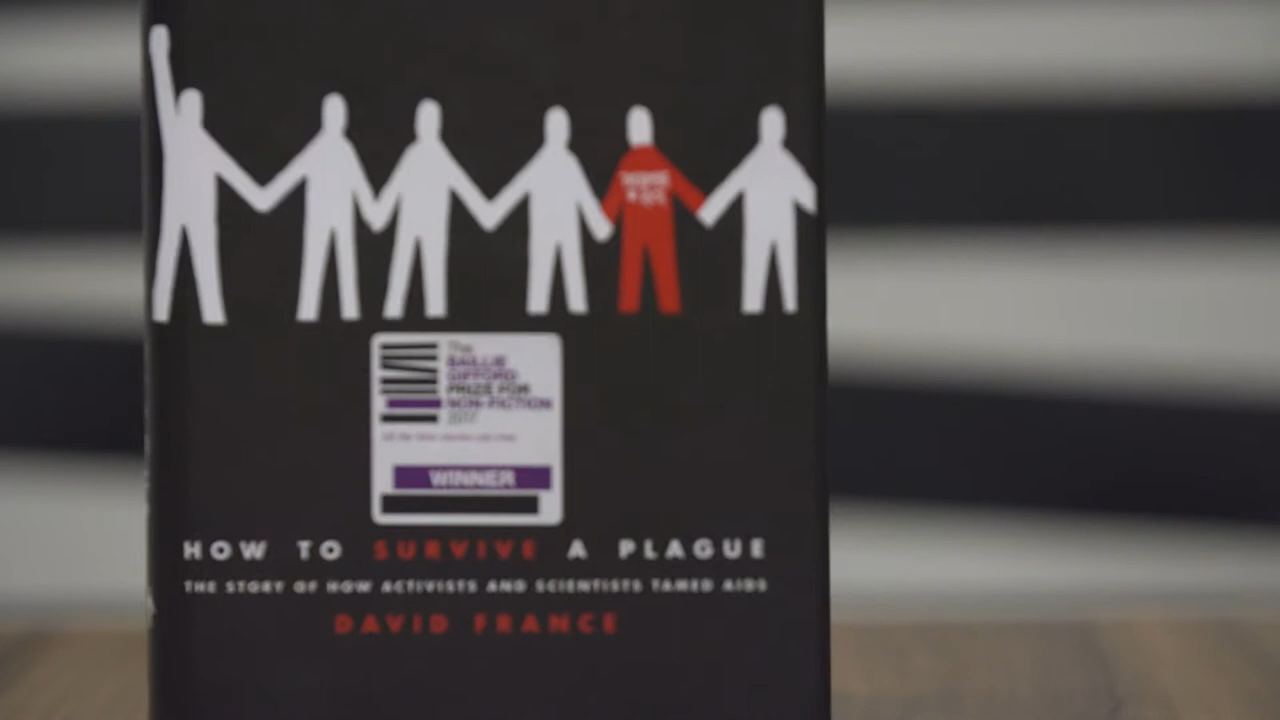 The
BAILLIE
GIFFORD
PRIZE FOR
NON-FICTION
2017
WINNER
HOW TO SURVIVE A PLAGUE
THE STORY OF HOW ACTIVISTS AND SCIENTISTS TAMED AIDS
DAVID FRANCE